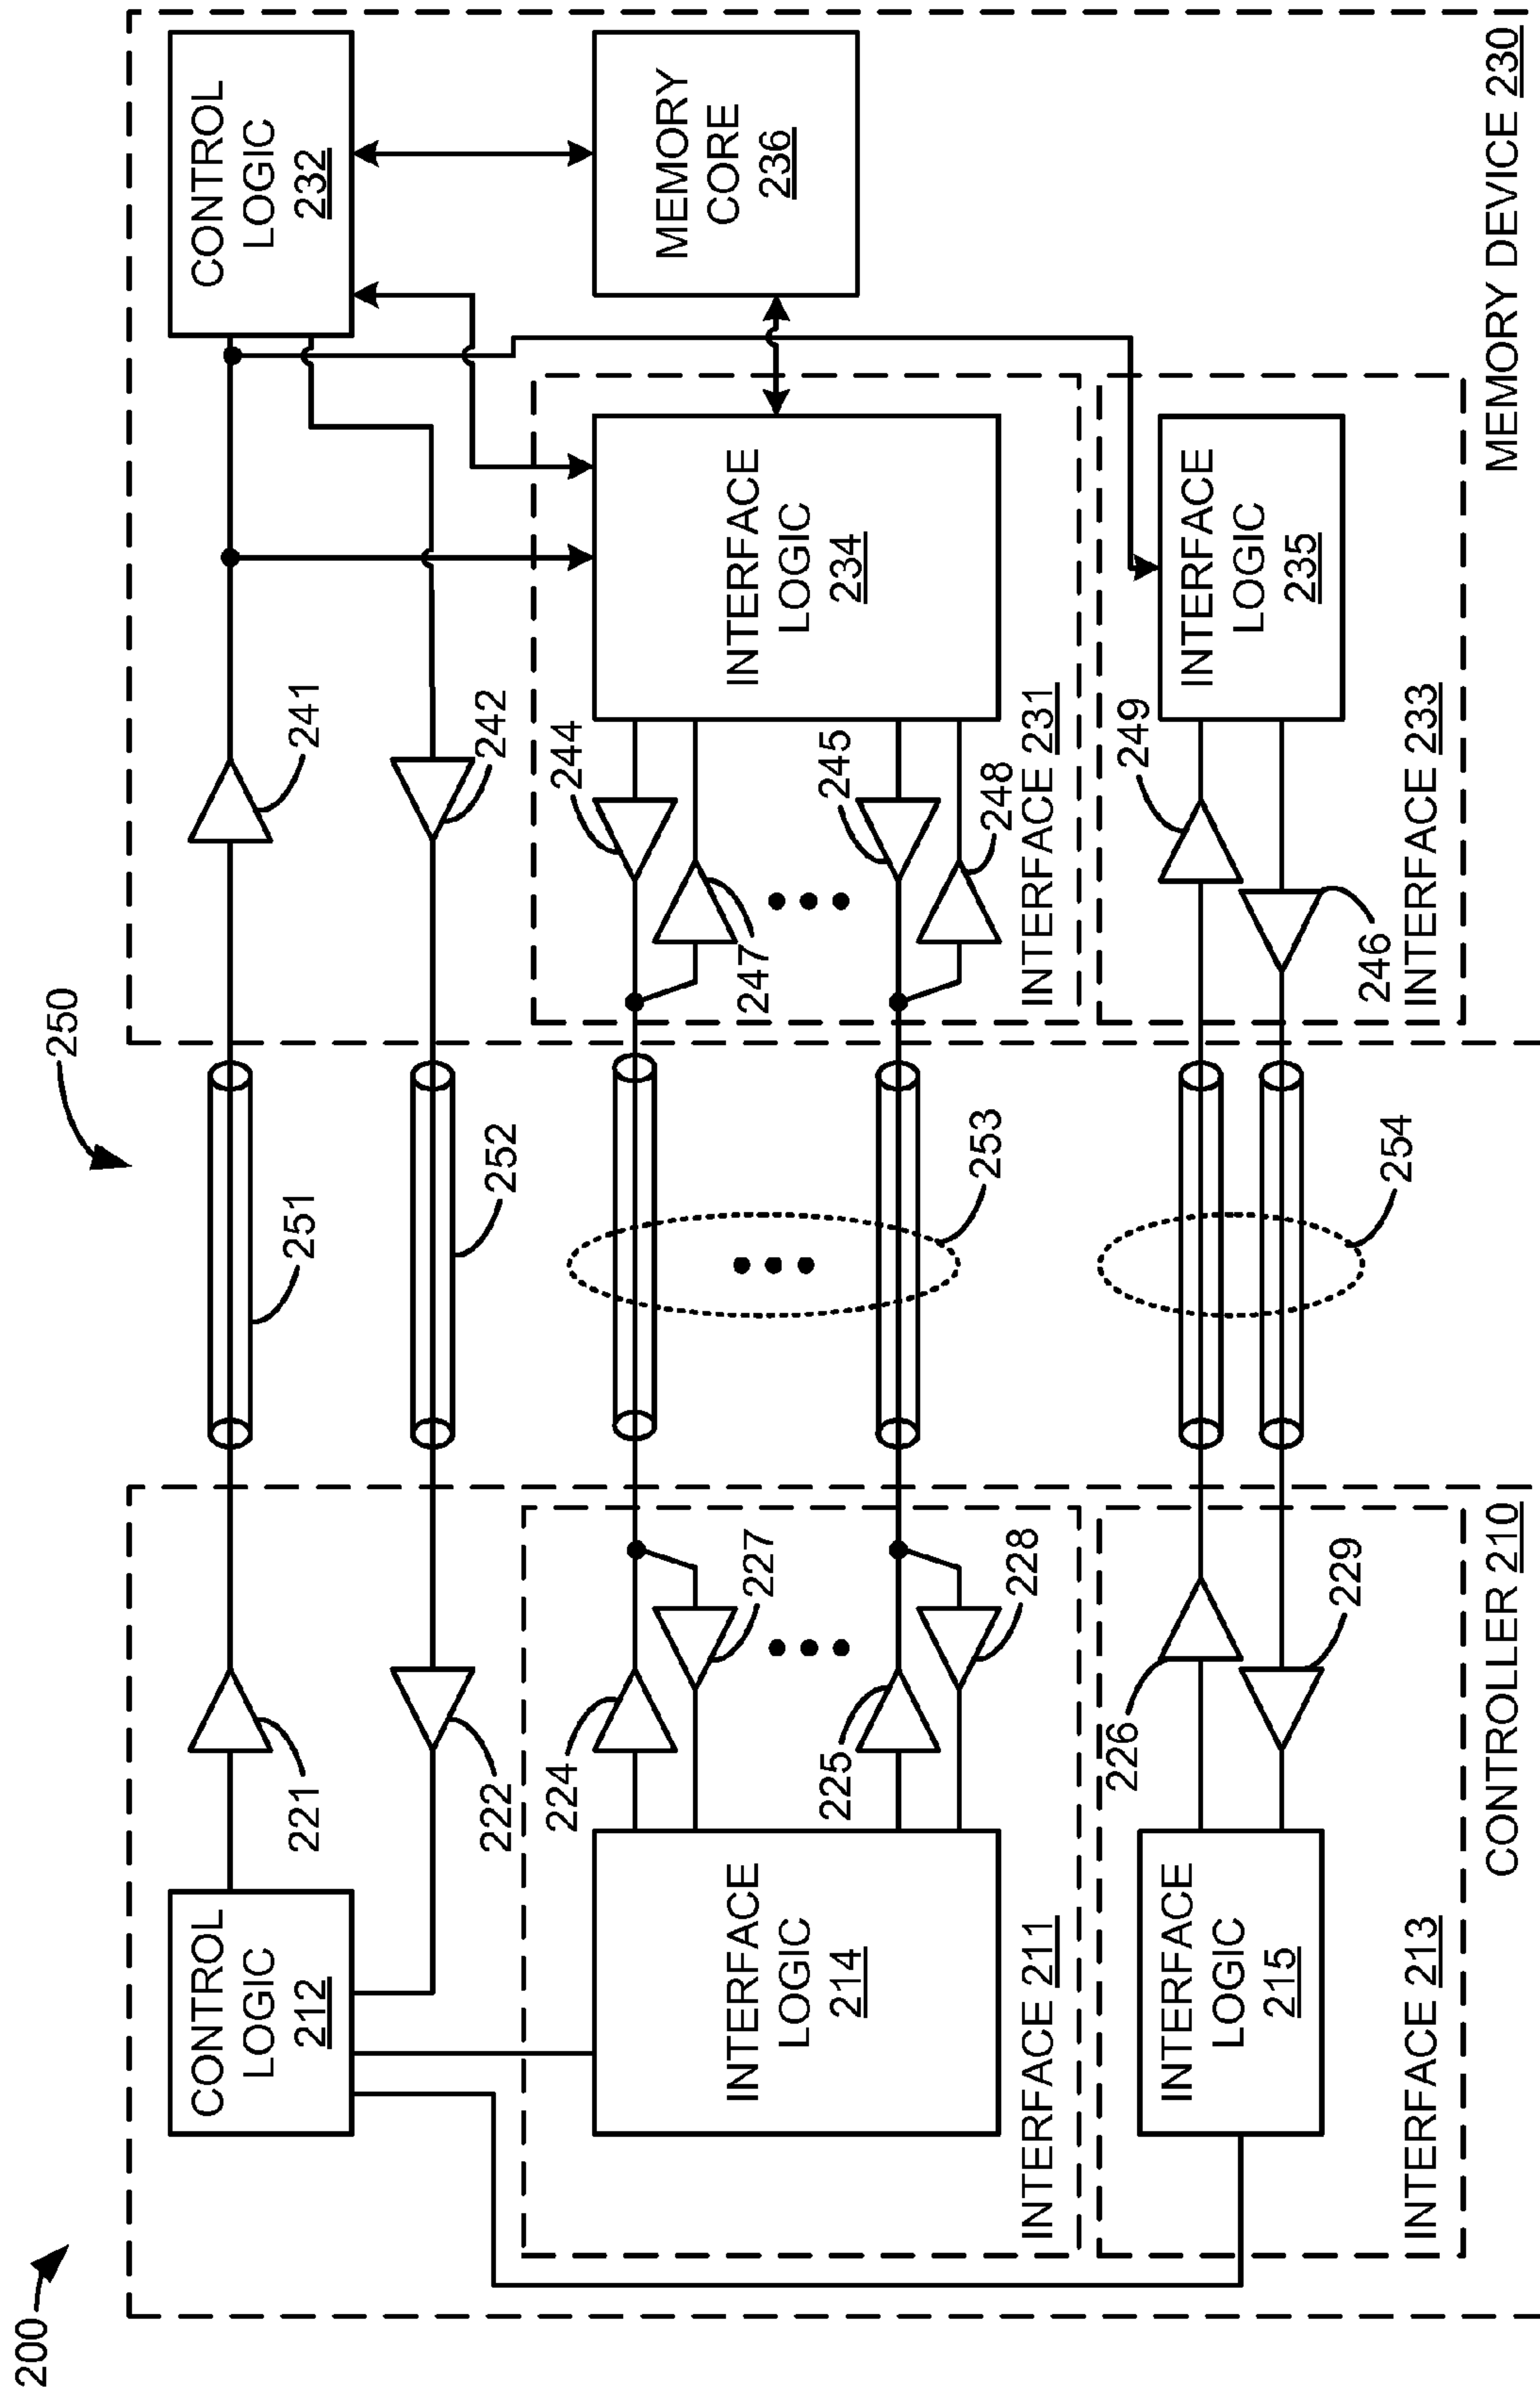 200
250
CONTROL
LOGIC
212
221
222
251
252
241
242
CONTROL
LOGIC
232
INTERFACE
LOGIC
214
224
227
225
228
INTERFACE 211
253
244
247
245
248
INTERFACE
LOGIC
234
INTERFACE 231
MEMORY
CORE
236
INTERFACE
LOGIC
215
226
229
INTERFACE 213
254
249
246
INTERFACE
LOGIC
235
INTERFACE 233
CONTROLLER 210
MEMORY DEVICE 230